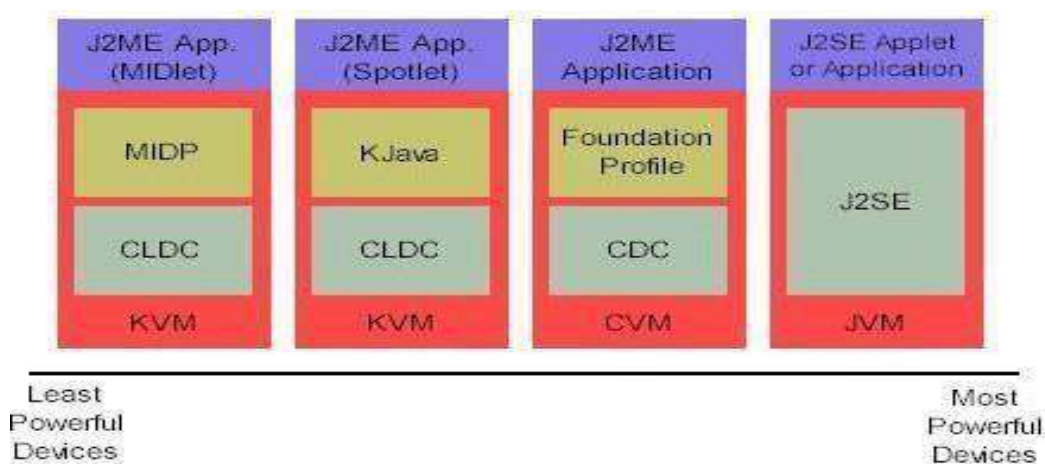 J2ME App.
(MIDlet)
MIDP
CLDC
KVM
J2ME App.
(Spotlet)
KJava
CLDC
KVM
J2ME
Application
Foundation
Profile
CDC
CVM
J2SE Applet
or Application
J2SE
JVM
Least
Powerful
Devices
Most
Powerful
Devices